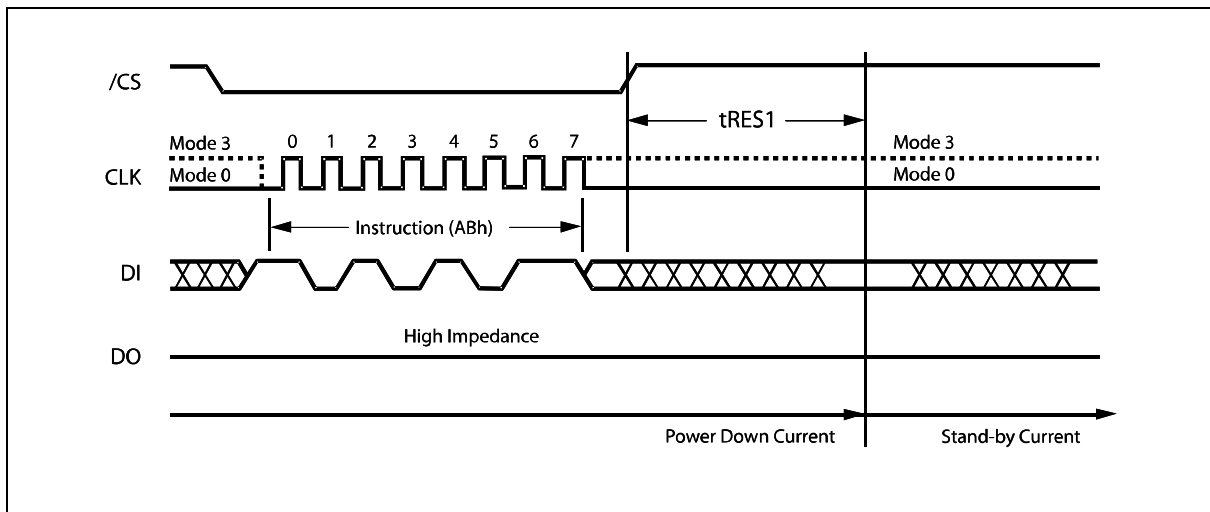 /CS
tRES1
Mode 3 0 1 2 3 4 5 6 7 Mode 3
CLK Mode 0 Mode 0
Instruction (ABh)
DI
High Impedance
DO
Power Down Current Stand-by Current